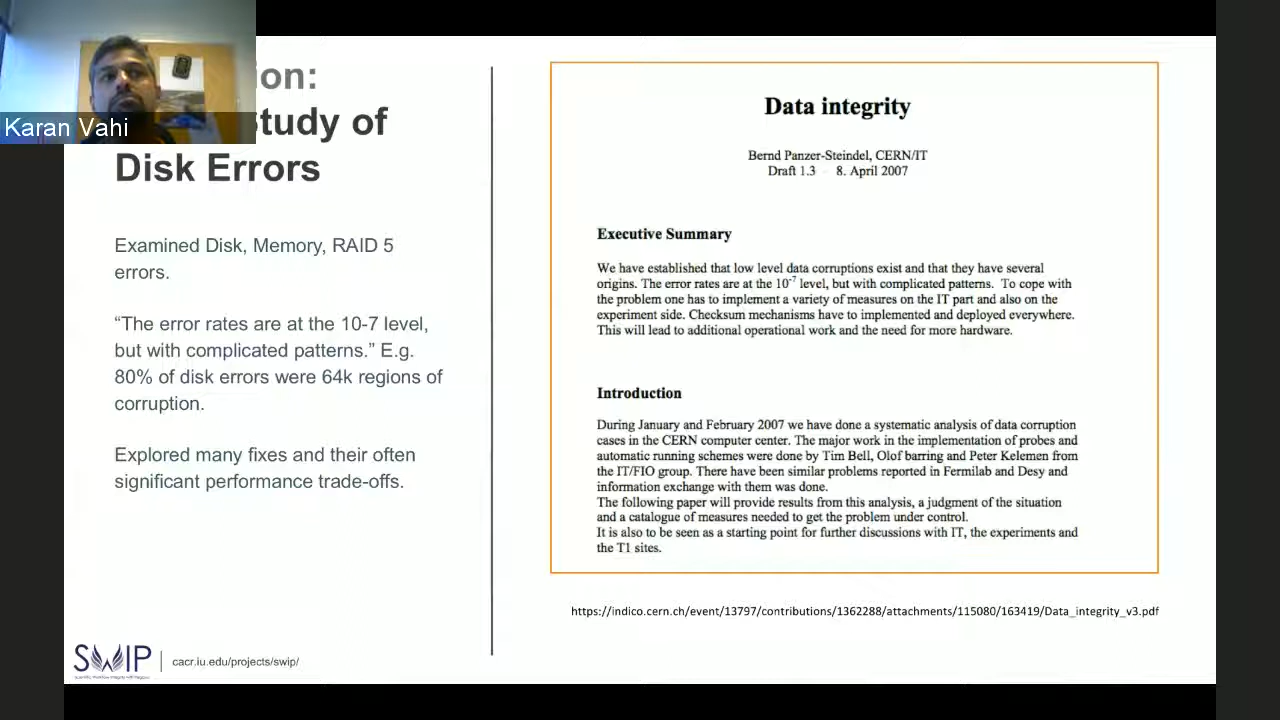 Karan Vahi
on:
tudy of
Disk Errors
Examined Disk, Memory, RAID 5
errors.
“The error rates are at the 10-7 level,
but with complicated patterns.” E.g.
80% of disk errors were 64k regions of
corruption.
Explored many fixes and their often
significant performance trade-offs.
SWIP
cacr.iu.edu/projects/swip/
Data integrity
Bernd Panzer-Steindel, CERN/IT
Draft 1.3 8. April 2007
Executive Summary
We have established that low level data corruptions exist and that they have several
origins. The error rates are at the 10⁻⁷ level, but with complicated patterns. To cope with
the problem one has to implement a variety of measures on the IT part and also on the
experiment side. Checksum mechanisms have to implemented and deployed everywhere.
This will lead to additional operational work and the need for more hardware.
Introduction
During January and February 2007 we have done a systematic analysis of data corruption
cases in the CERN computer center. The major work in the implementation of probes and
automatic running schemes were done by Tim Bell, Olof barring and Peter Kelemen from
the IT/FIO group. There have been similar problems reported in Fermilab and Desy and
information exchange with them was done.
The following paper will provide results from this analysis, a judgment of the situation
and a catalogue of measures needed to get the problem under control.
It is also to be seen as a starting point for further discussions with IT, the experiments and
the T1 sites.
https://indico.cern.ch/event/13797/contributions/1362288/attachments/115080/163419/Data_integrity_v3.pdf